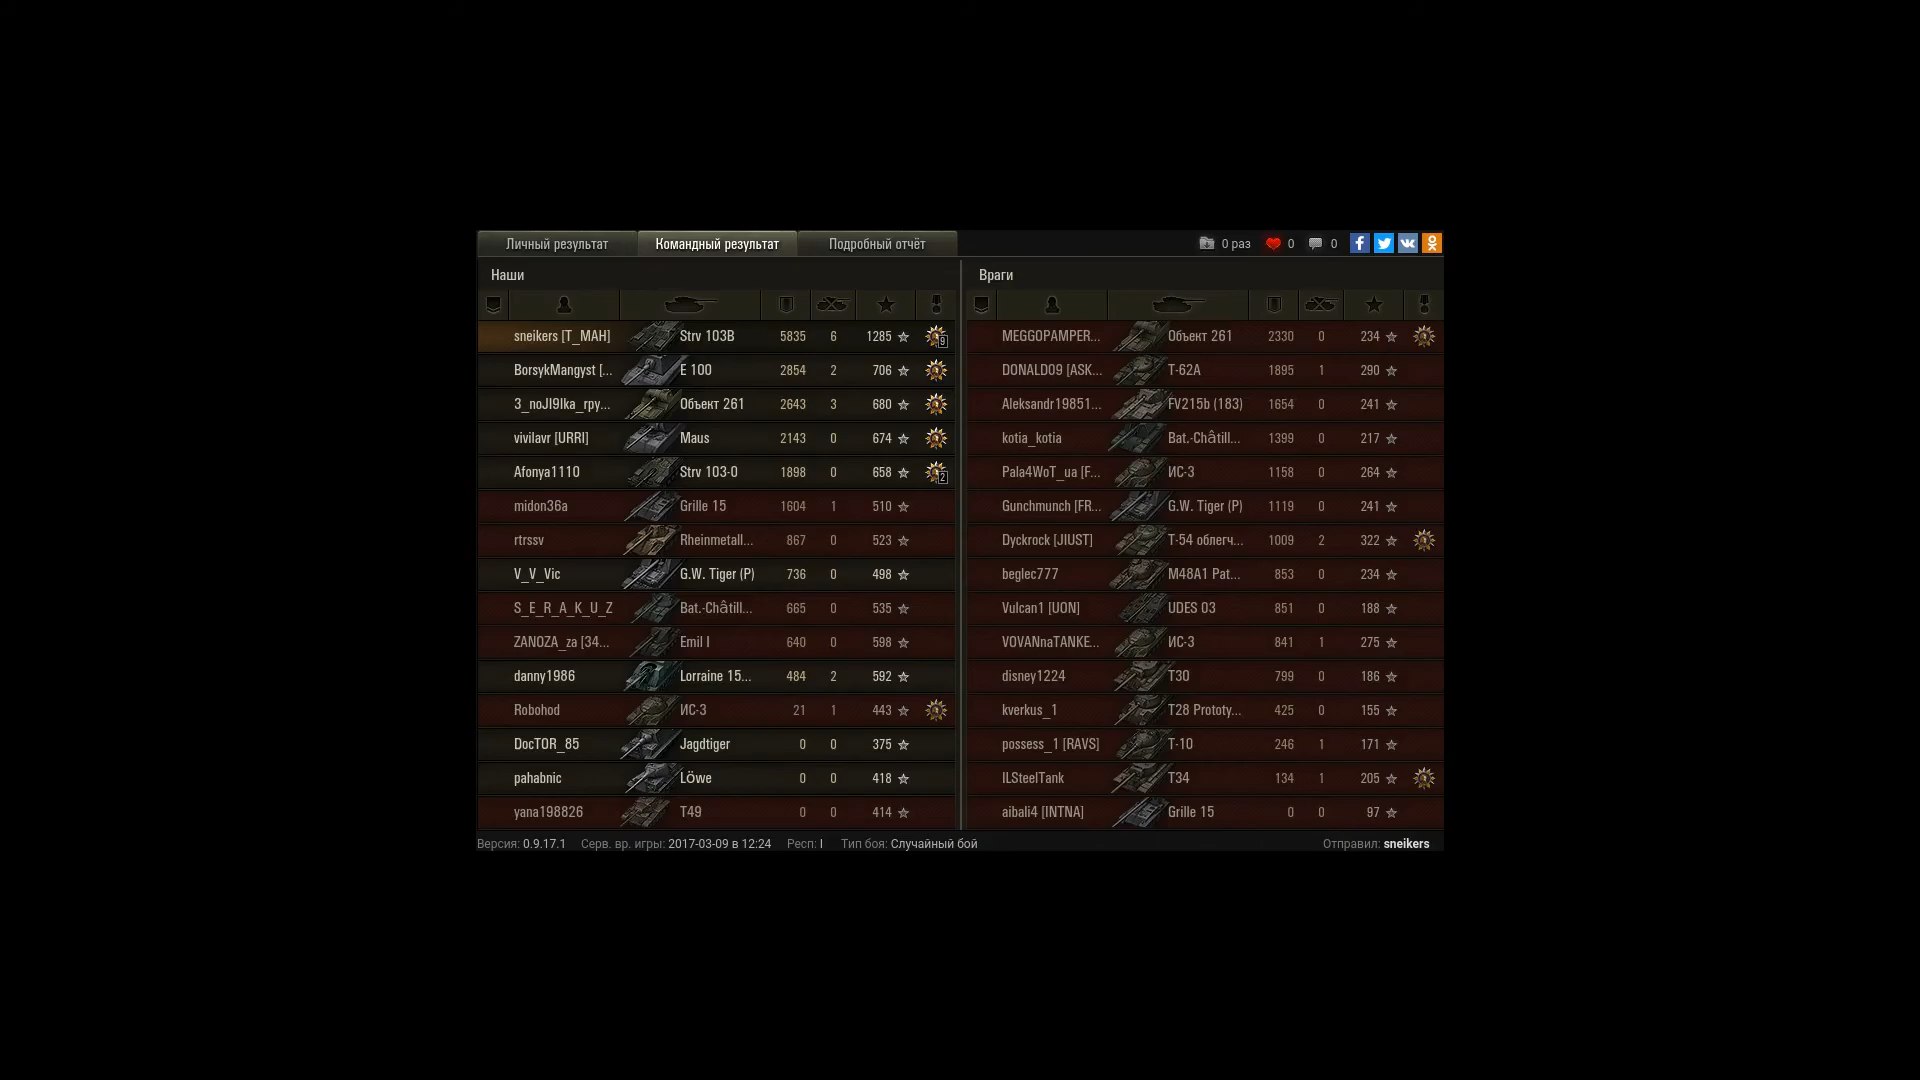 Личный результат Командный результат Подробный отчёт 0 раз 0 0
Наши Враги
sneikers [T_MAH] Strv 103B 5835 6 1285 9 MEGGOPAMPER... Объект 261 2330 0 234
BorsykMangyst [... E 100 2854 2 706 DONALD09 [ASK... T-62A 1895 1 290
3_noJI9Ika_rpy... Объект 261 2643 3 680 Aleksandr19851... FV215b (183) 1654 0 241
vivilavr [URRI] Maus 2143 0 674 kotia_kotia Bat.-Châtill... 1399 0 217
Afonya1110 Strv 103-0 1898 0 658 2 Pala4WoT_ua [F... ИС-3 1158 0 264
midon36a Grille 15 1604 1 510 Gunchmunch [FR... G.W. Tiger (P) 1119 0 241
rtrssv Rheinmetall... 867 0 523 Dyckrock [JIUST] Т-54 облегч... 1009 2 322
V_V_Vic G.W. Tiger (P) 736 0 498 beglec777 M48A1 Pat... 853 0 234
S_E_R_A_K_U_Z Bat.-Châtill... 665 0 535 Vulcan1 [UON] UDES 03 851 0 188
ZANOZA_za [34... Emil I 640 0 598 VOVANnaTANKE... ИС-3 841 1 275
danny1986 Lorraine 15... 484 2 592 disney1224 T30 799 0 186
Robohod ИС-3 21 1 443 kverkus_1 T28 Prototy... 425 0 155
DocTOR_85 Jagdtiger 0 0 375 possess_1 [RAVS] T-10 246 1 171
pahabnic Löwe 0 0 418 ILSteelTank T34 134 1 205
yana198826 T49 0 0 414 aibali4 [INTNA] Grille 15 0 0 97
Версия: 0.9.17.1 Серв. вр. игры: 2017-03-09 в 12:24 Респ: I Тип боя: Случайный бой Отправил: sneikers